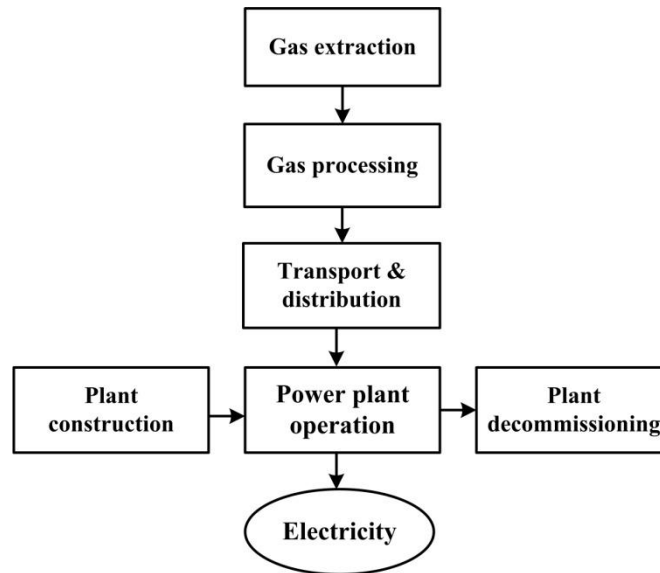 Gas extraction
Gas processing
Transport &
distribution
Plant
construction
Power plant
operation
Plant
decommissioning
Electricity